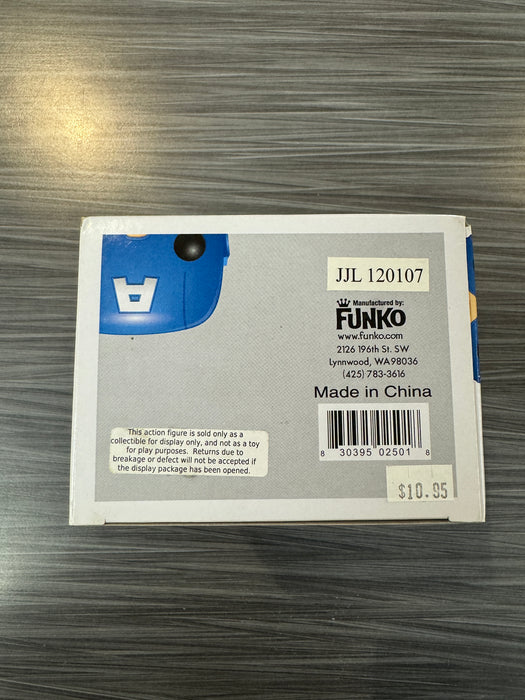 A
JJL 120107
Manufactured by:
FUNKO
www.funko.com
2126 196th St. SW
Lynnwood, WA 98036
(425) 783-3616
Made in China
8 30395 02501 8
$10.95
This action figure is sold only as a
collectible for display only, and not as a toy
for play purposes. Returns due to
breakage or defect will not be accepted if
the display package has been opened.